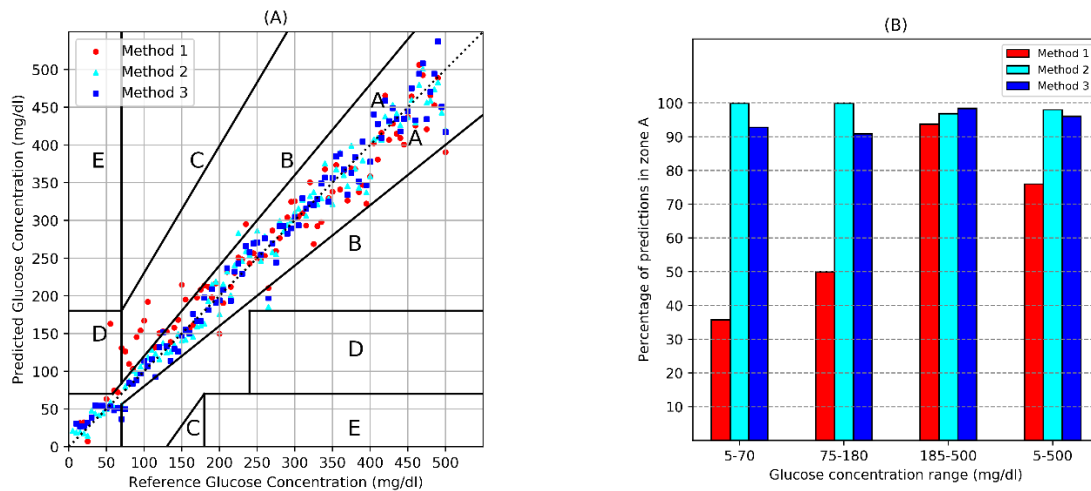 (A)
Method 1
Method 2
Method 3
E
C
B
A
A
B
D
D
C
E
500
450
400
350
300
250
200
150
100
50
0
0
50
100
150
200
250
300
350
400
450
500
Predicted Glucose Concentration (mg/dl)
Reference Glucose Concentration (mg/dl)
(B)
Method 1
Method 2
Method 3
100
90
80
70
60
50
40
30
20
10
Percentage of predictions in zone A
5-70
75-180
185-500
5-500
Glucose concentration range (mg/dl)